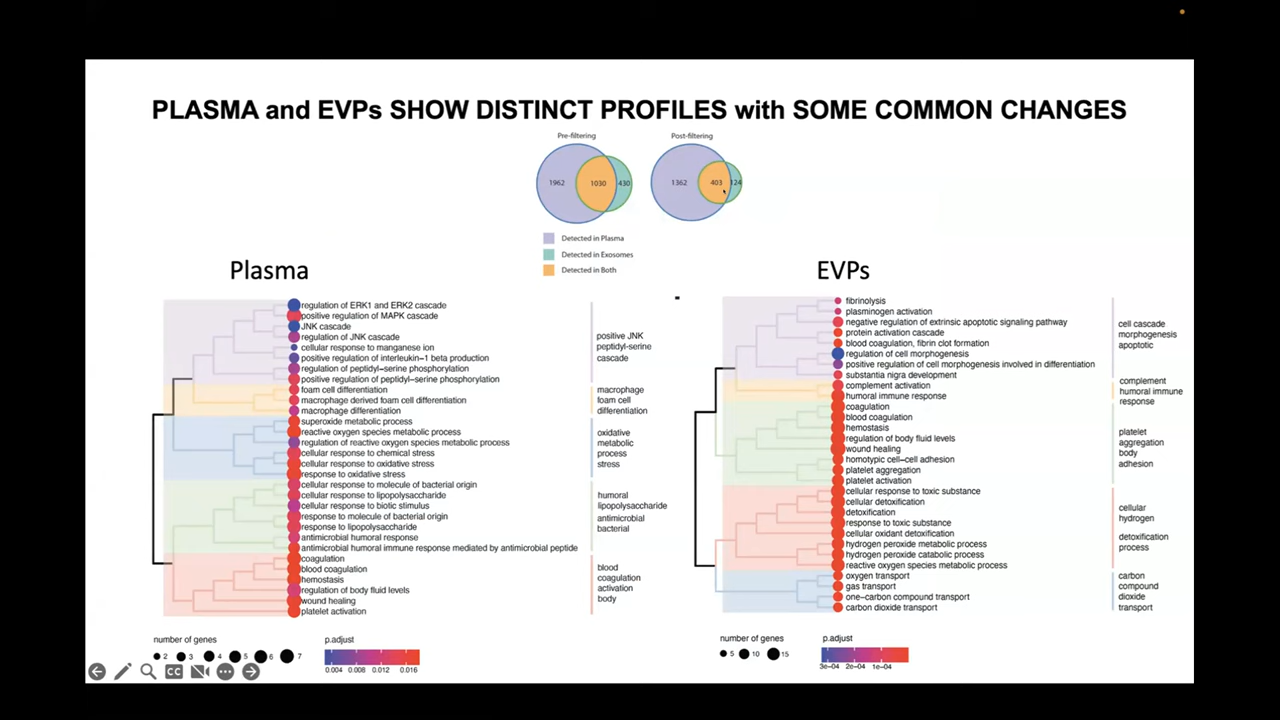 PLASMA and EVPs SHOW DISTINCT PROFILES with SOME COMMON CHANGES
Pre-filtering
Post-filtering
1962
1030
430
1362
403
124
Detected in Plasma
Detected in Exosomes
Detected in Both
Plasma
regulation of ERK1 and ERK2 cascade
positive regulation of MAPK cascade
JNK cascade
regulation of JNK cascade
cellular response to manganese ion
positive regulation of interleukin−1 beta production
regulation of peptidyl−serine phosphorylation
positive regulation of peptidyl−serine phosphorylation
foam cell differentiation
macrophage derived foam cell differentiation
macrophage differentiation
superoxide metabolic process
reactive oxygen species metabolic process
regulation of reactive oxygen species metabolic process
cellular response to chemical stress
cellular response to oxidative stress
response to oxidative stress
cellular response to molecule of bacterial origin
cellular response to lipopolysaccharide
cellular response to biotic stimulus
response to molecule of bacterial origin
response to lipopolysaccharide
antimicrobial humoral response
antimicrobial humoral immune response mediated by antimicrobial peptide
coagulation
blood coagulation
hemostasis
regulation of body fluid levels
wound healing
platelet activation
positive JNK
peptidyl-serine
cascade
macrophage
foam cell
differentiation
oxidative
metabolic
process
stress
humoral
lipopolysaccharide
antimicrobial
bacterial
blood
coagulation
activation
body
number of genes
2 3 4 5 6 7
p.adjust
0.004 0.008 0.012 0.016
EVPs
fibrinolysis
plasminogen activation
negative regulation of extrinsic apoptotic signaling pathway
protein activation cascade
blood coagulation, fibrin clot formation
regulation of cell morphogenesis
positive regulation of cell morphogenesis involved in differentiation
substantia nigra development
complement activation
humoral immune response
coagulation
blood coagulation
hemostasis
regulation of body fluid levels
wound healing
homotypic cell−cell adhesion
platelet aggregation
platelet activation
cellular response to toxic substance
cellular detoxification
detoxification
response to toxic substance
cellular oxidant detoxification
hydrogen peroxide metabolic process
hydrogen peroxide catabolic process
reactive oxygen species metabolic process
oxygen transport
gas transport
one−carbon compound transport
carbon dioxide transport
cell cascade
morphogenesis
apoptotic
complement
humoral immune
response
platelet
aggregation
body
adhesion
cellular
hydrogen
detoxification
process
carbon
compound
dioxide
transport
number of genes
5 10 15
p.adjust
3e−04 2e−04 1e−04
CC